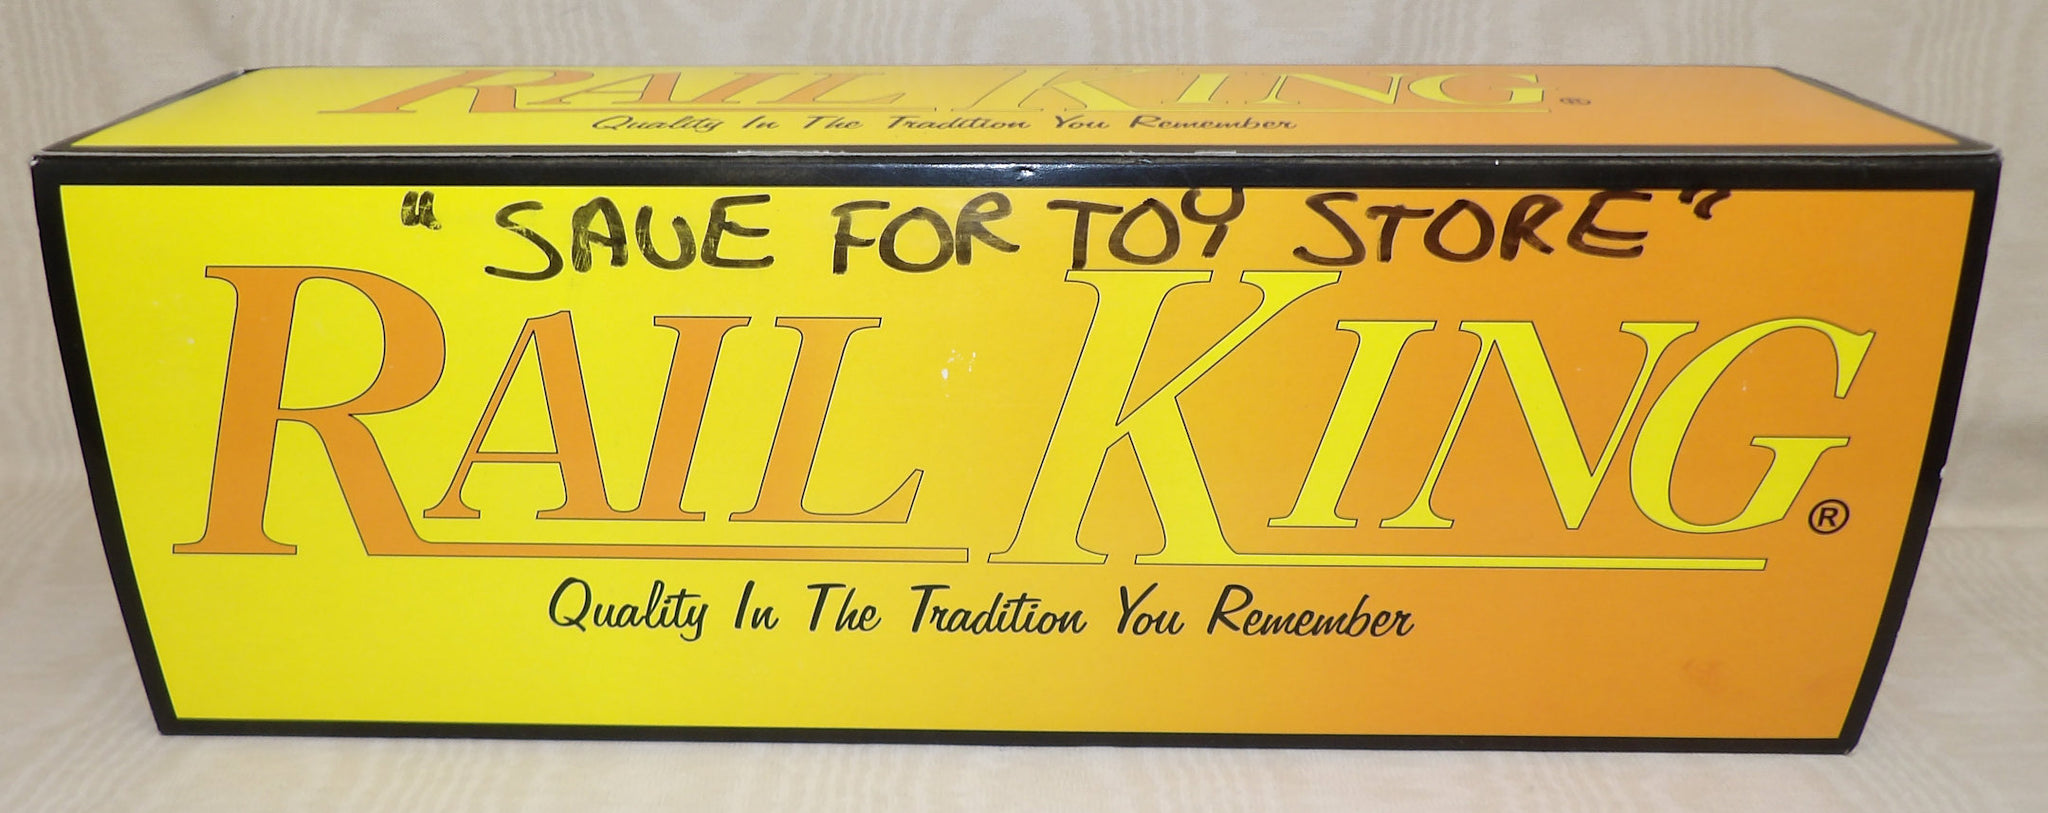 RAIL KING ®
Quality In The Tradition You Remember
"SAVE FOR TOY STORE"
RAIL KING ®
Quality In The Tradition You Remember